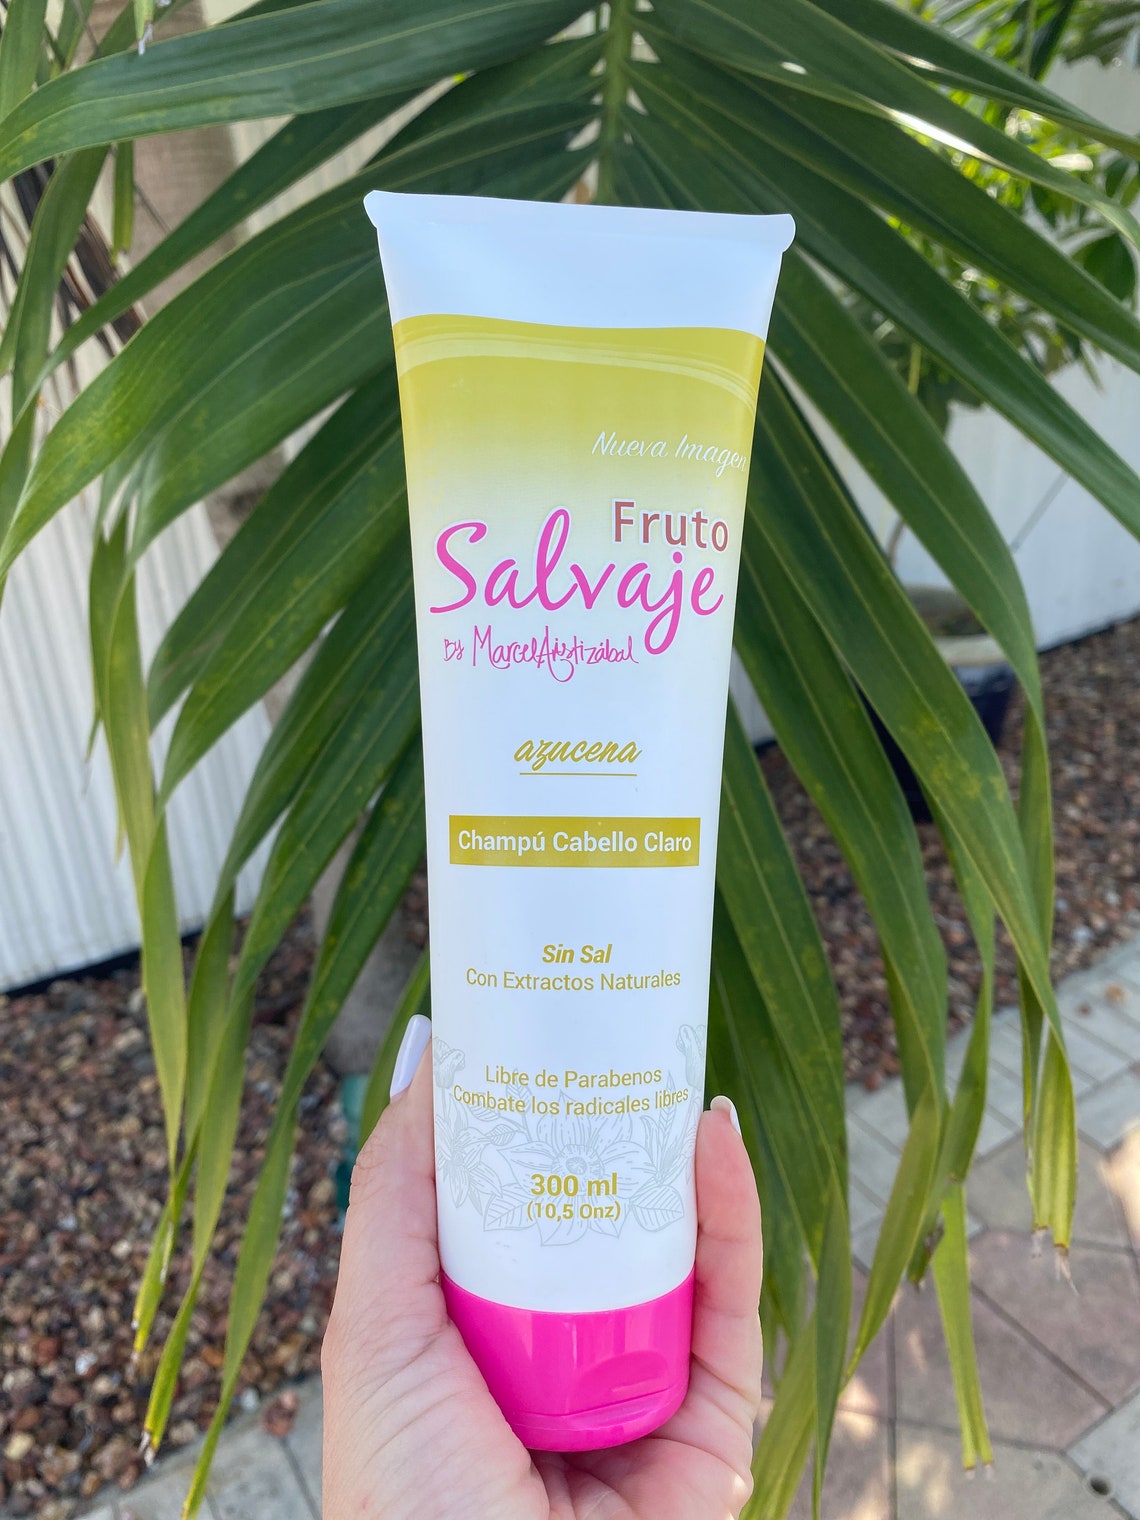 Nueva Imagen
Fruto
Salvaje
By MarcelAristizábal
azucena
Champú Cabello Claro
Sin Sal
Con Extractos Naturales
Libre de Parabenos
Combate los radicales libres
300 ml
(10,5 Onz)